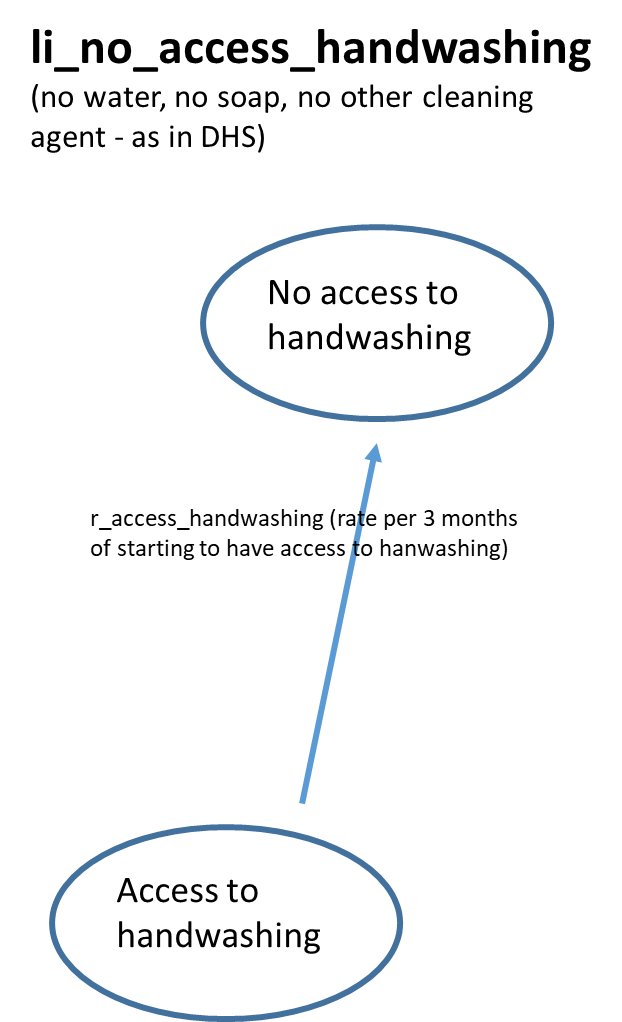 li_no_access_handwashing
(no water, no soap, no other cleaning
agent - as in DHS)
No access to
handwashing
r_access_handwashing (rate per 3 months
of starting to have access to hanwashing)
Access to
handwashing